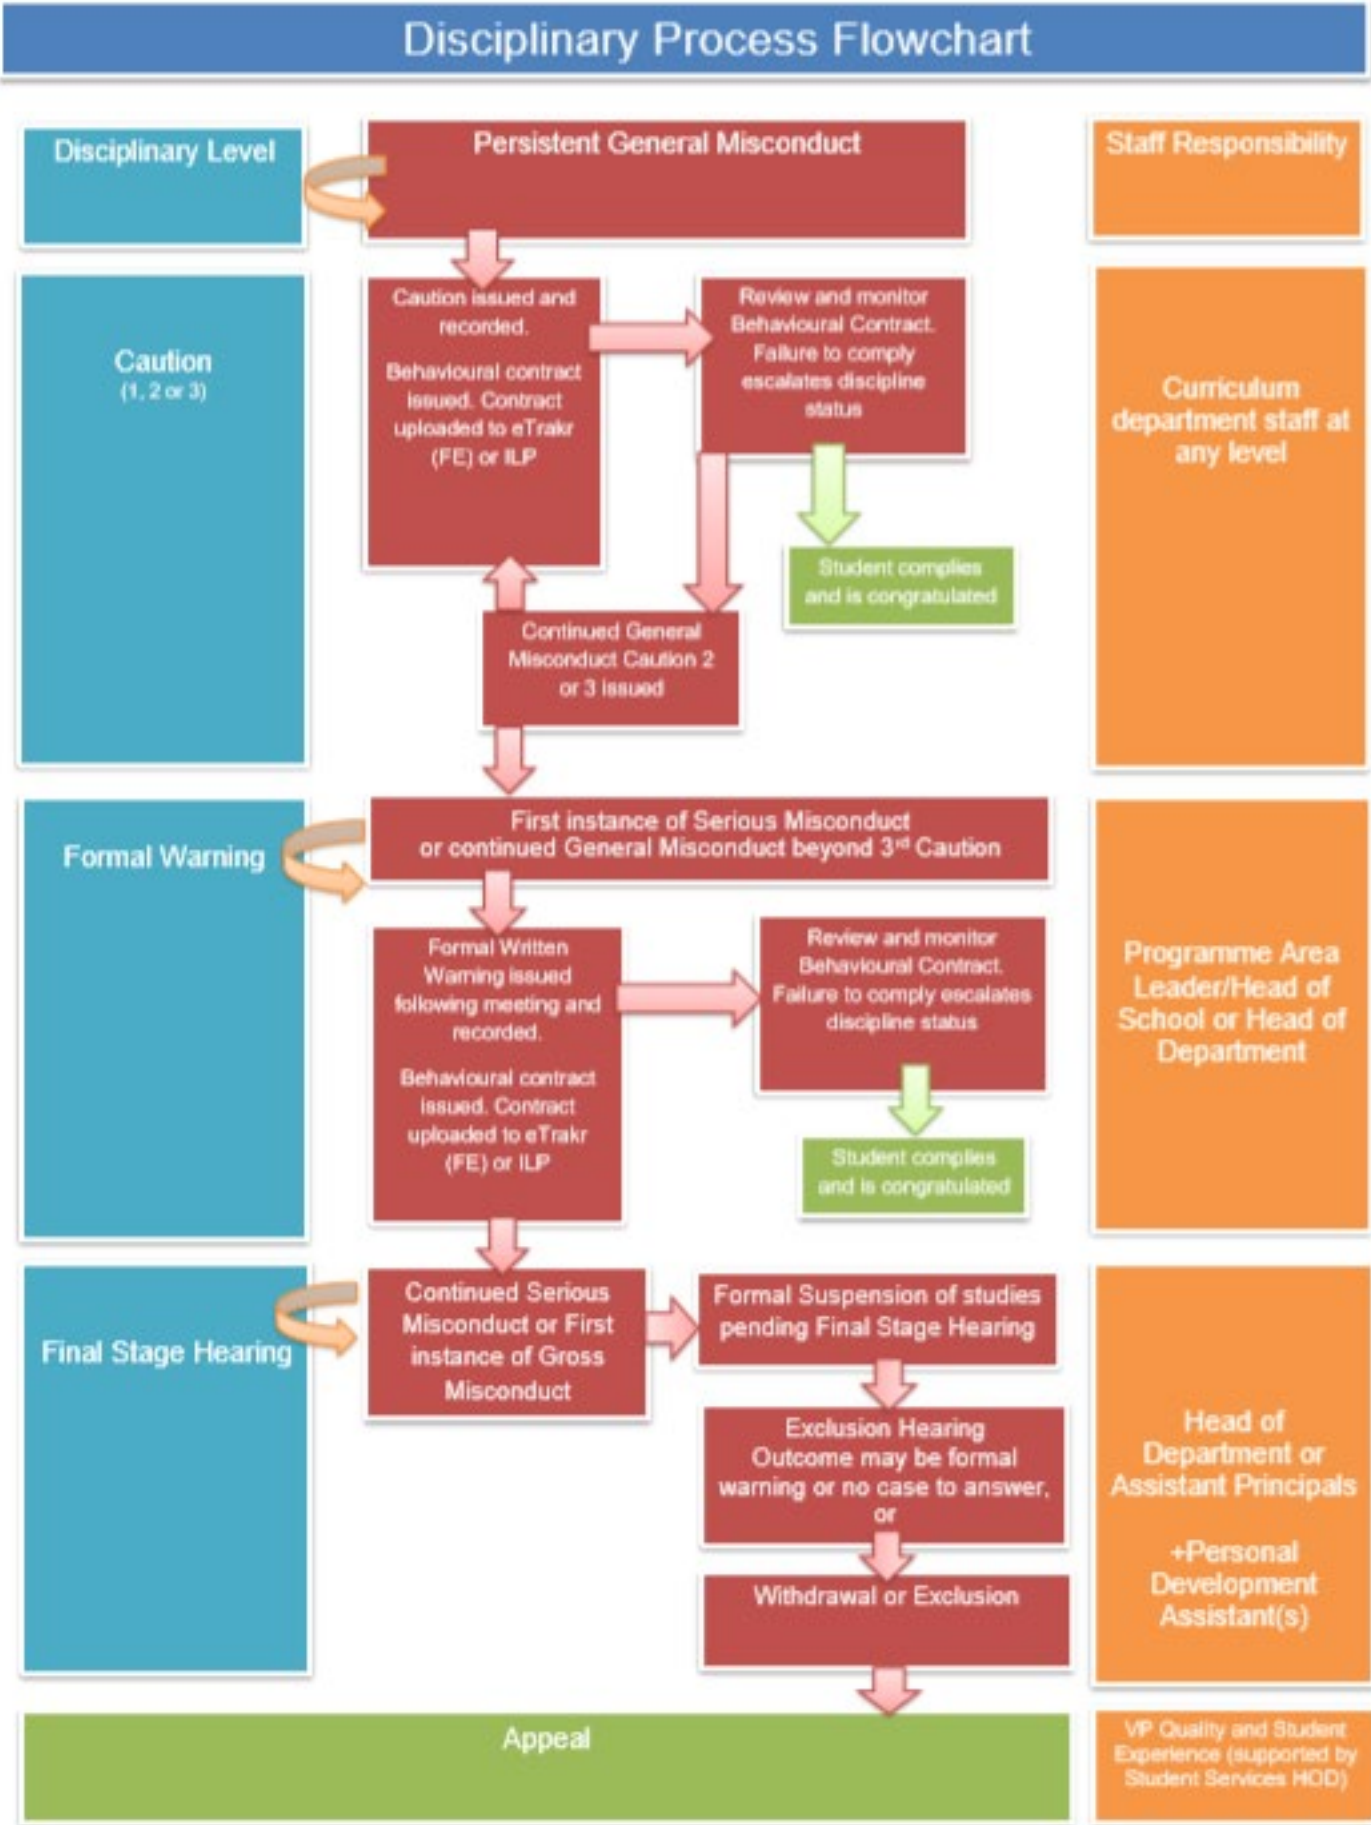 Disciplinary Process Flowchart
Disciplinary Level
Persistent General Misconduct
Staff Responsibility
Caution
(1, 2 or 3)
Caution issued and
recorded.
Behavioural contract
issued. Contract
uploaded to eTrakr
(FE) or ILP
Review and monitor
Behavioural Contract.
Failure to comply
escalates discipline
status
Curriculum
department staff at
any level
Student complies
and is congratulated
Continued General
Misconduct Caution 2
or 3 issued
Formal Warning
First instance of Serious Misconduct
or continued General Misconduct beyond 3rd Caution
Formal Written
Warning issued
following meeting and
recorded.
Behavioural contract
issued. Contract
uploaded to eTrakr
(FE) or ILP
Review and monitor
Behavioural Contract.
Failure to comply escalates
discipline status
Programme Area
Leader/Head of
School or Head of
Department
Student complies
and is congratulated
Final Stage Hearing
Continued Serious
Misconduct or First
instance of Gross
Misconduct
Formal Suspension of studies
pending Final Stage Hearing
Exclusion Hearing
Outcome may be formal
warning or no case to answer,
or
Withdrawal or Exclusion
Head of
Department or
Assistant Principals
+Personal
Development
Assistant(s)
Appeal
VP Quality and Student
Experience (supported by
Student Services HOD)